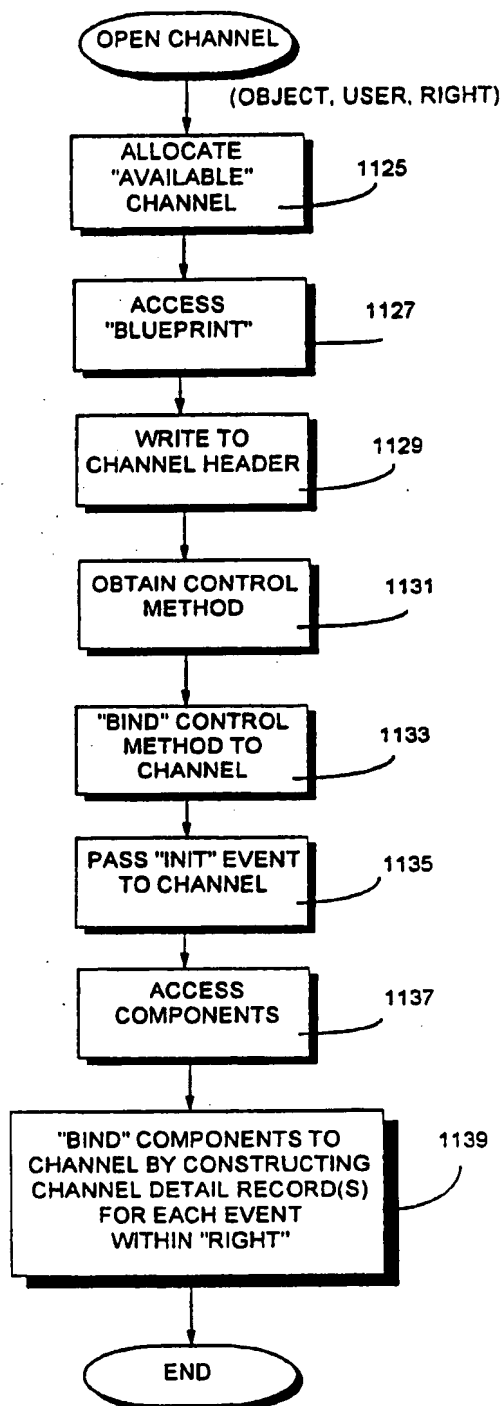 OPEN CHANNEL
(OBJECT, USER, RIGHT)
ALLOCATE
"AVAILABLE"
CHANNEL
1125
ACCESS
"BLUEPRINT"
1127
WRITE TO
CHANNEL HEADER
1129
OBTAIN CONTROL
METHOD
1131
"BIND" CONTROL
METHOD TO
CHANNEL
1133
PASS "INIT" EVENT
TO CHANNEL
1135
ACCESS
COMPONENTS
1137
"BIND" COMPONENTS TO
CHANNEL BY CONSTRUCTING
CHANNEL DETAIL RECORD(S)
FOR EACH EVENT
WITHIN "RIGHT"
1139
END